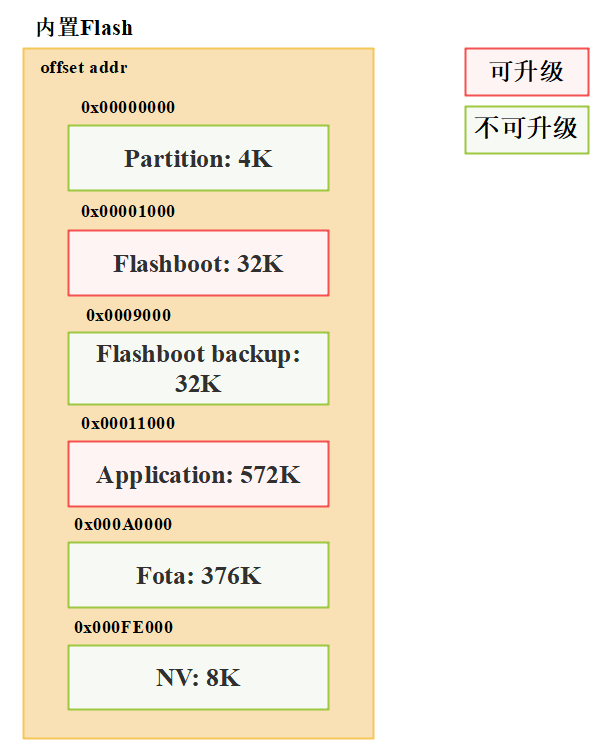 内置Flash
offset addr
可升级
不可升级
0x00000000
Partition: 4K
0x00001000
Flashboot: 32K
0x0009000
Flashboot backup:
32K
0x00011000
Application: 572K
0x000A0000
Fota: 376K
0x000FE000
NV: 8K